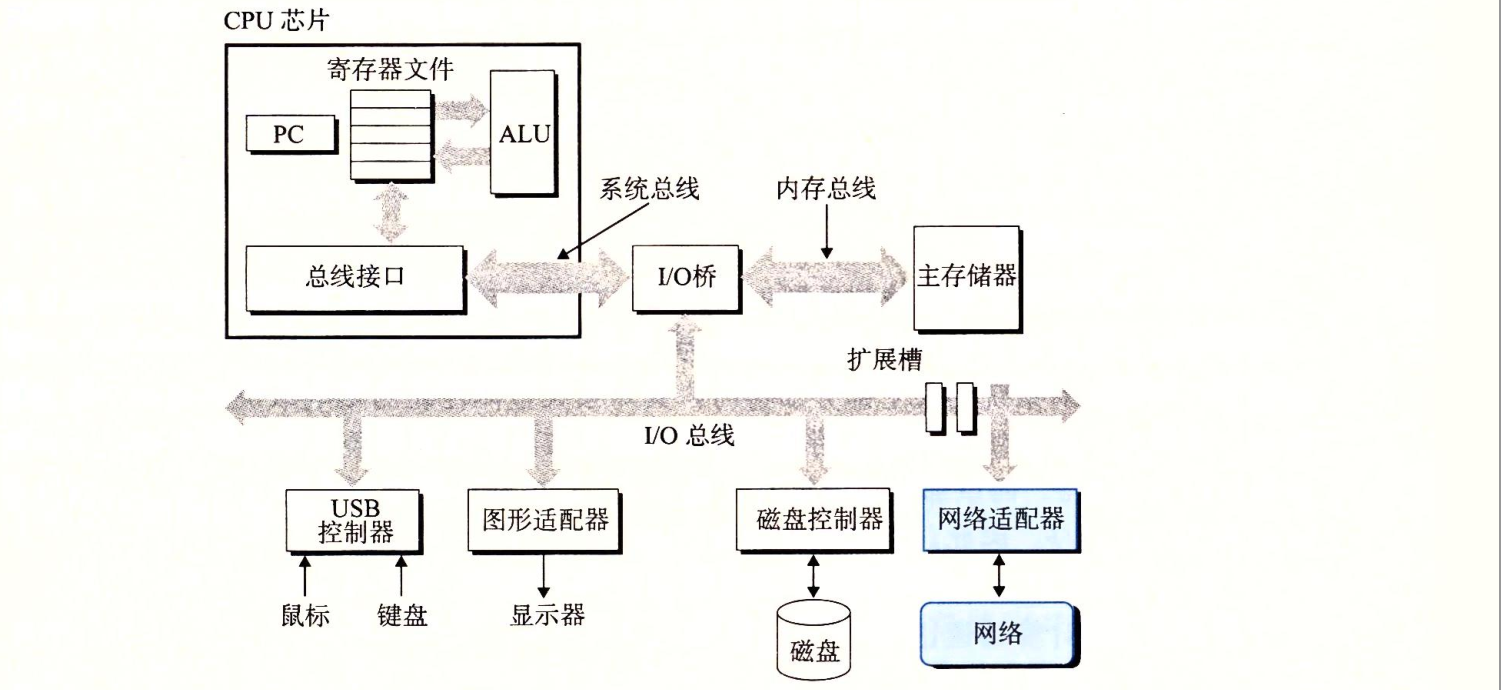 CPU 芯片
寄存器文件
PC
ALU
系统总线
内存总线
总线接口
I/O桥
主存储器
扩展槽
I/O 总线
USB
控制器
图形适配器
磁盘控制器
网络适配器
鼠标
键盘
显示器
磁盘
网络